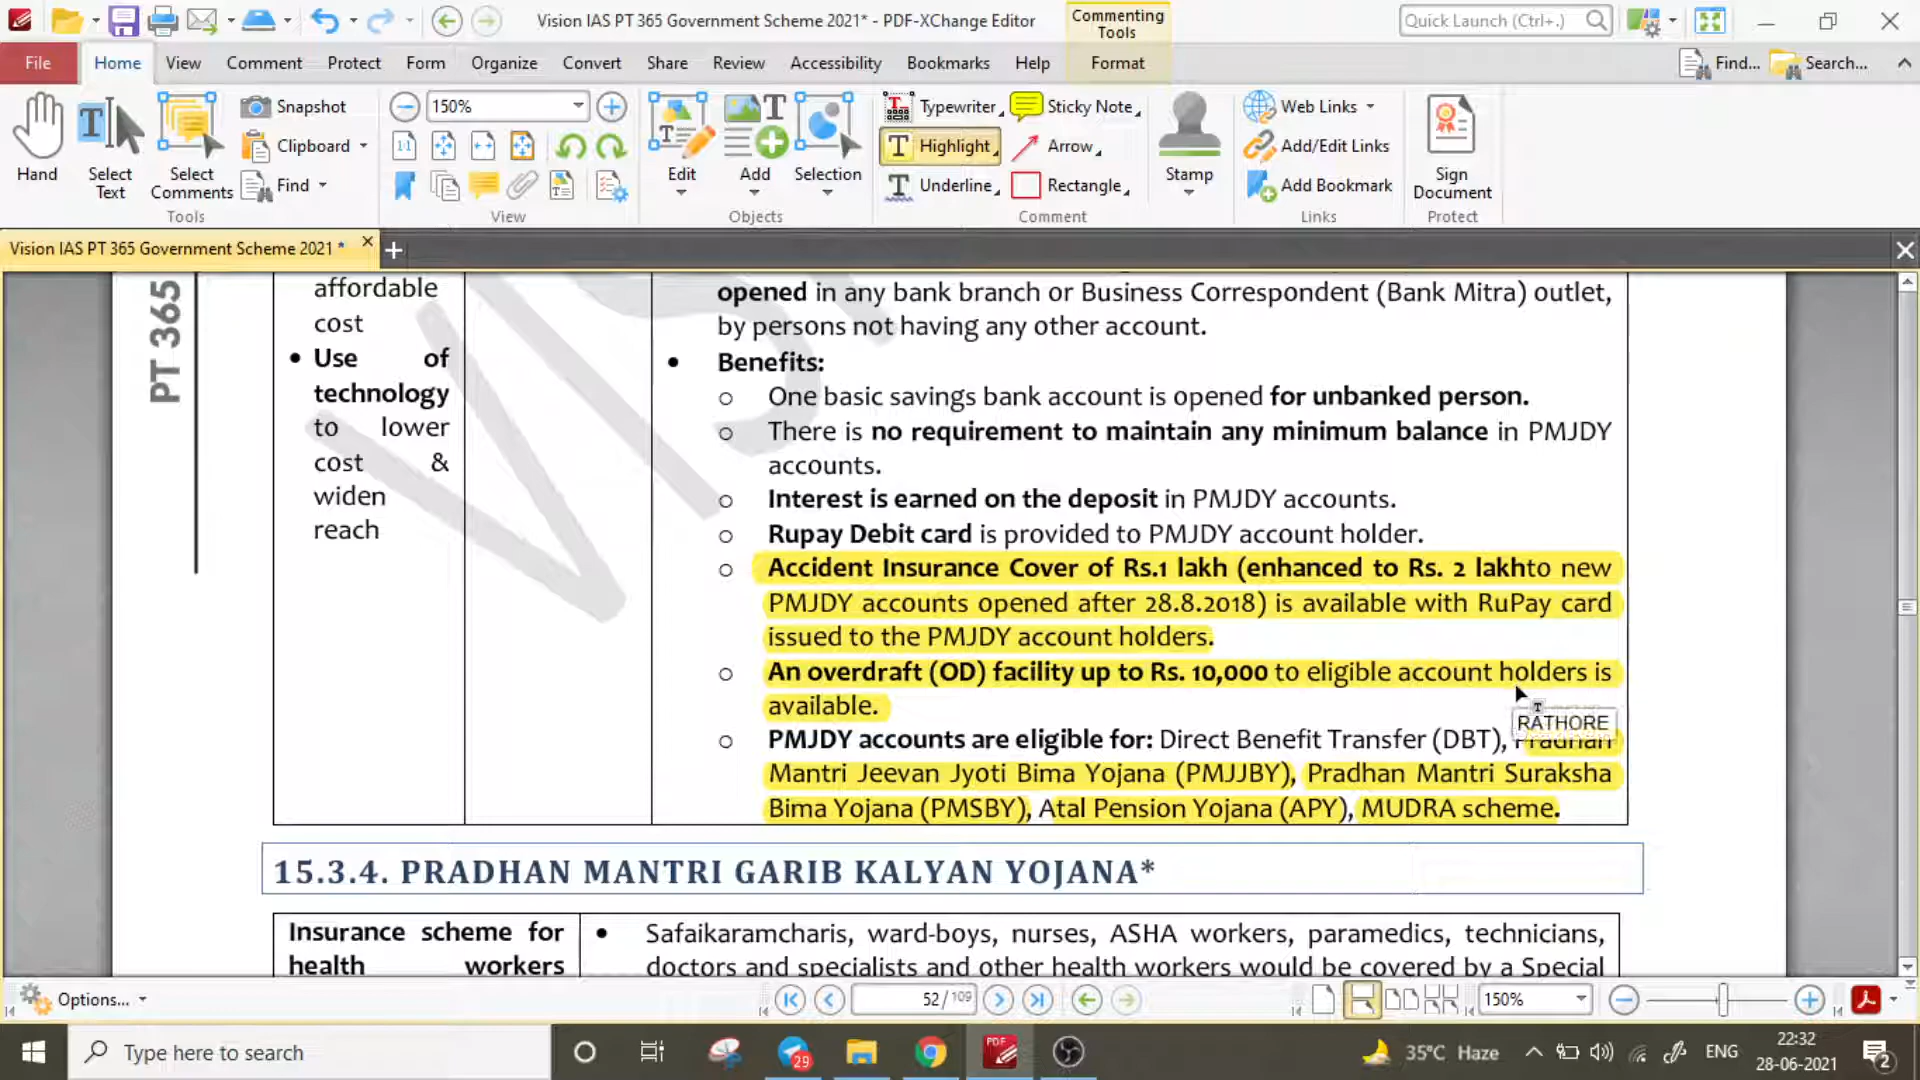 Vision IAS PT 365 Government Scheme 2021* - PDF-XChange Editor
Commenting Tools
Quick Launch (Ctrl+.)
File Home View Comment Protect Form Organize Convert Share Review Accessibility Bookmarks Help Format
Find... Search...
Hand
Select Text
Select Comments
Snapshot
Clipboard
Find
Tools
150%
View
Edit
Add
Selection
Objects
Typewriter
Highlight
Underline
Sticky Note
Arrow
Rectangle
Stamp
Comment
Web Links
Add/Edit Links
Add Bookmark
Links
Sign Document
Protect
Vision IAS PT 365 Government Scheme 2021 *
PT 365
affordable
cost
• Use of
technology
to lower
cost &
widen
reach
opened in any bank branch or Business Correspondent (Bank Mitra) outlet,
by persons not having any other account.
• Benefits:
o One basic savings bank account is opened for unbanked person.
o There is no requirement to maintain any minimum balance in PMJDY
accounts.
o Interest is earned on the deposit in PMJDY accounts.
o Rupay Debit card is provided to PMJDY account holder.
o Accident Insurance Cover of Rs.1 lakh (enhanced to Rs. 2 lakhto new
PMJDY accounts opened after 28.8.2018) is available with RuPay card
issued to the PMJDY account holders.
o An overdraft (OD) facility up to Rs. 10,000 to eligible account holders is
available.
RATHORE
o PMJDY accounts are eligible for: Direct Benefit Transfer (DBT), Pradhan
Mantri Jeevan Jyoti Bima Yojana (PMJJBY), Pradhan Mantri Suraksha
Bima Yojana (PMSBY), Atal Pension Yojana (APY), MUDRA scheme.
15.3.4. PRADHAN MANTRI GARIB KALYAN YOJANA*
Insurance scheme for
health workers
• Safaikaramcharis, ward-boys, nurses, ASHA workers, paramedics, technicians,
doctors and specialists and other health workers would be covered by a Special
Options...
52 / 109
150%
Type here to search
29
35°C Haze
ENG
22:32
28-06-2021
2